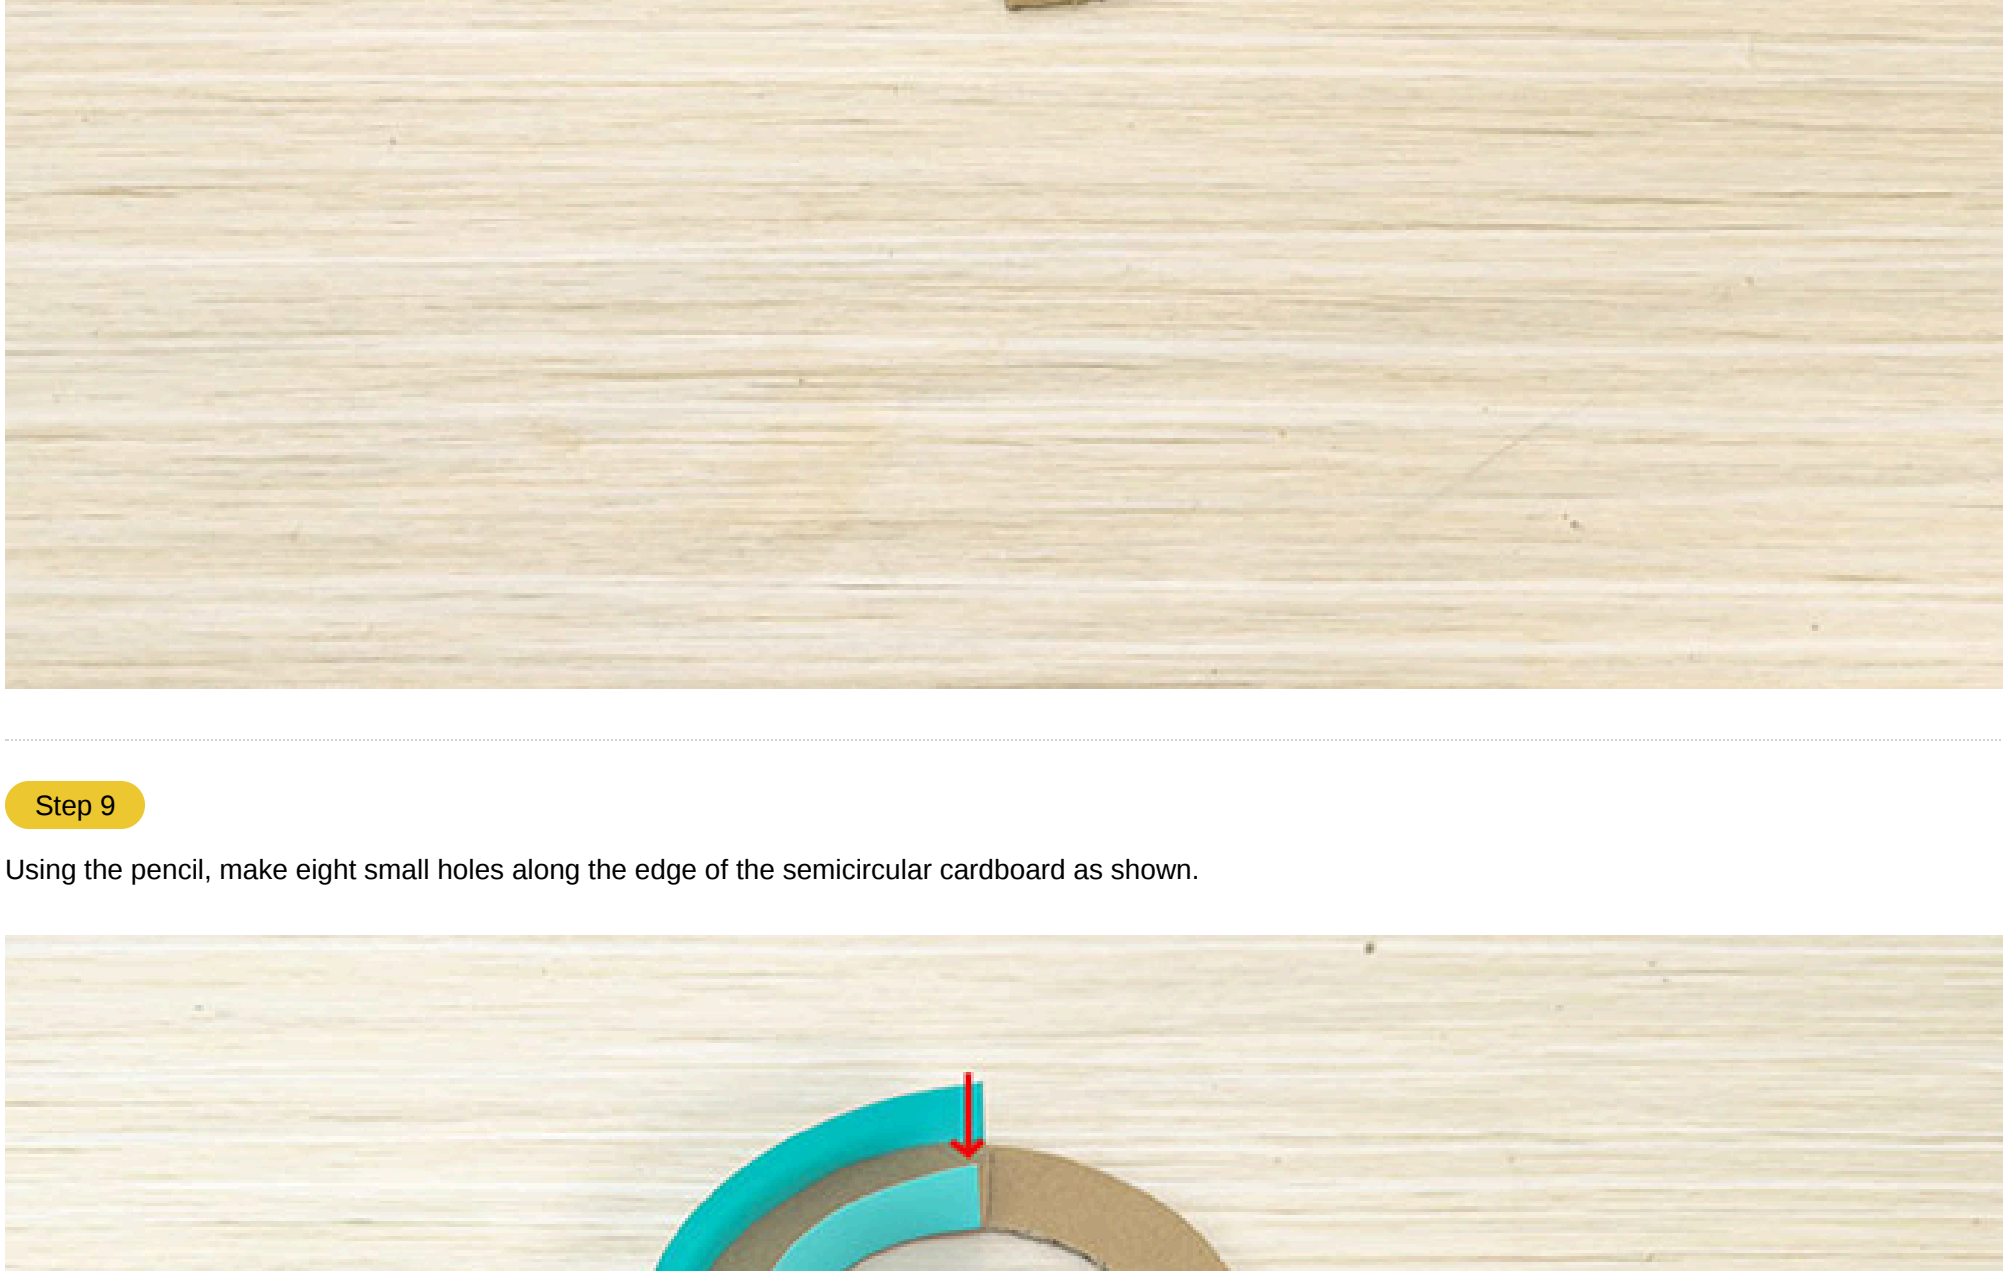 Step 9
Using the pencil, make eight small holes along the edge of the semicircular cardboard as shown.